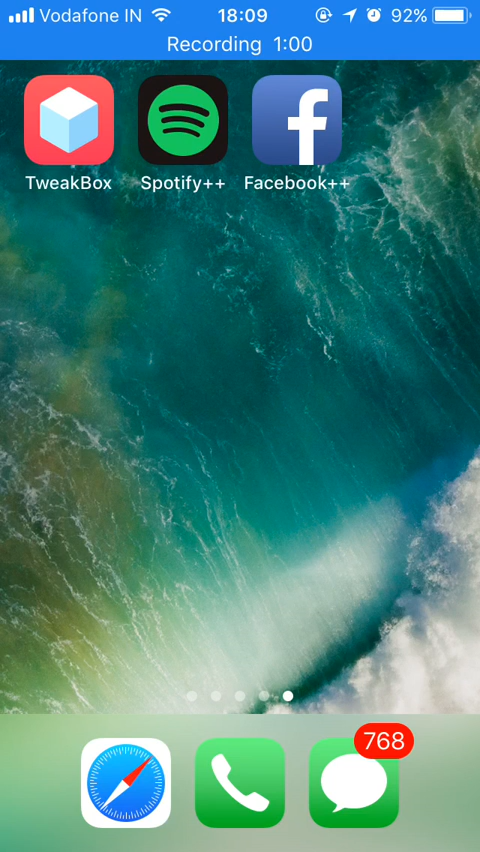 Vodafone IN 18:09 92%
Recording 1:00
TweakBox Spotify++ Facebook++
768